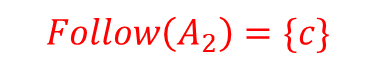 Follow(A₂) = {c}